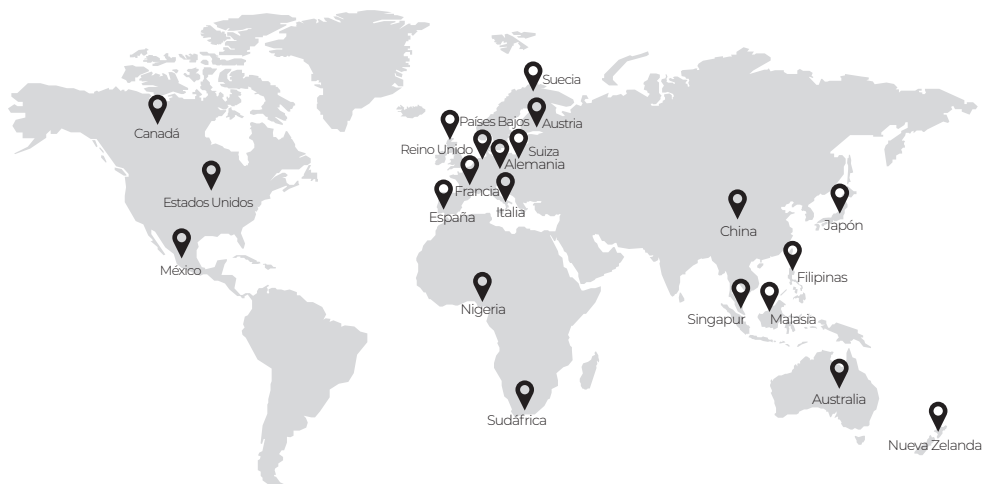 Suecia
Países Bajos
Austria
Canadá
Reino Unido
Suiza
Alemania
Francia
Estados Unidos
España
Italia
China
Japón
México
Filipinas
Nigeria
Singapur
Malasia
Australia
Sudáfrica
Nueva Zelanda